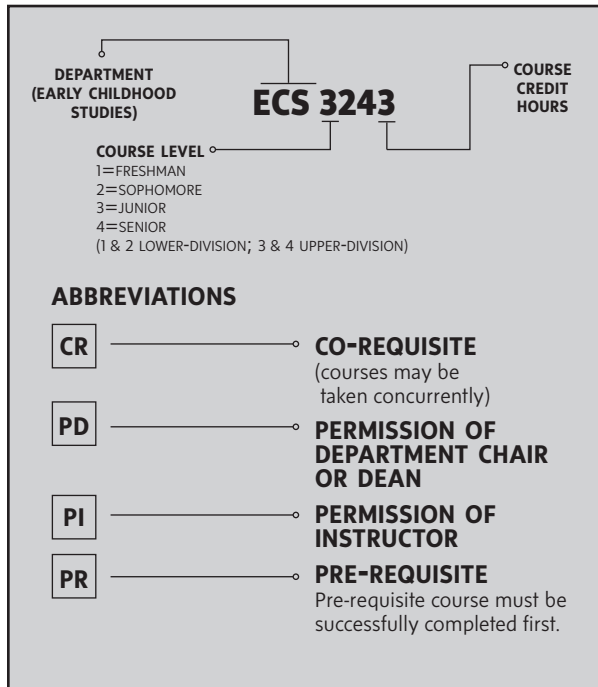 DEPARTMENT
(EARLY CHILDHOOD
STUDIES)
ECS 3243
COURSE
CREDIT
HOURS
COURSE LEVEL
1=FRESHMAN
2=SOPHOMORE
3=JUNIOR
4=SENIOR
(1 & 2 LOWER-DIVISION; 3 & 4 UPPER-DIVISION)
ABBREVIATIONS
CR
CO-REQUISITE
(courses may be
taken concurrently)
PD
PERMISSION OF
DEPARTMENT CHAIR
OR DEAN
PI
PERMISSION OF
INSTRUCTOR
PR
PRE-REQUISITE
Pre-requisite course must be
successfully completed first.